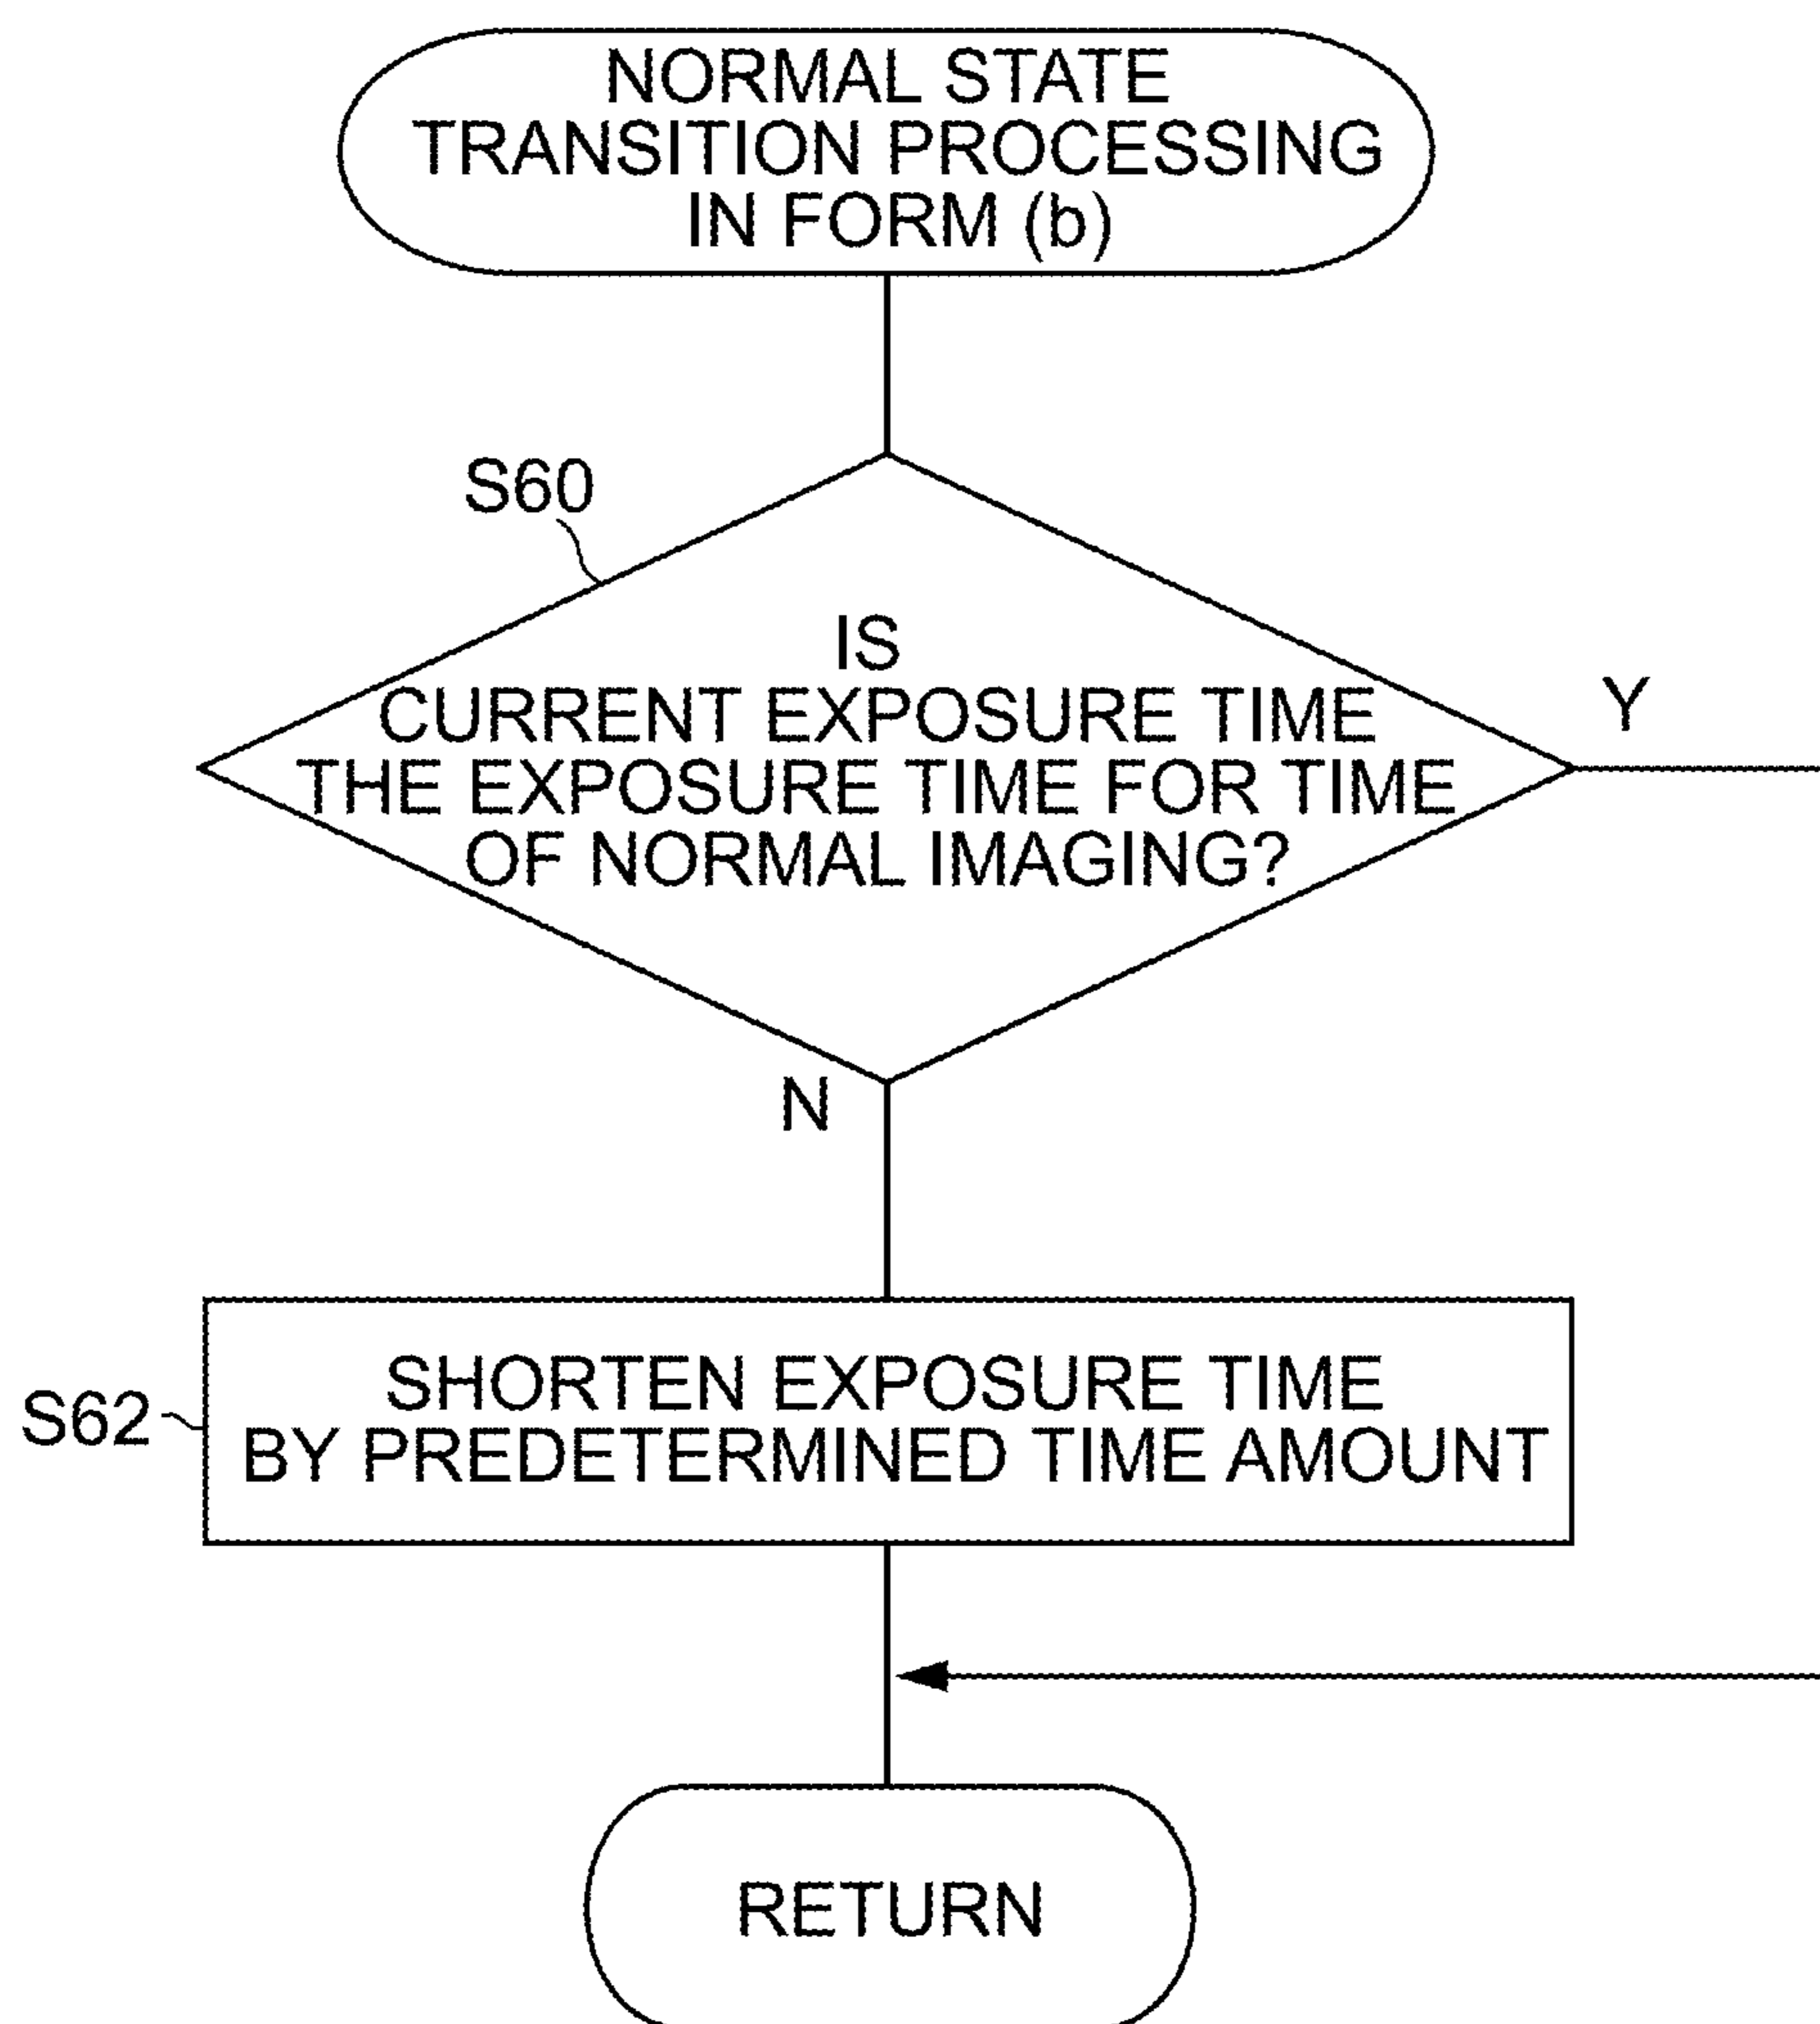 NORMAL STATE
TRANSITION PROCESSING
IN FORM (b)
S60
IS
CURRENT EXPOSURE TIME
THE EXPOSURE TIME FOR TIME
OF NORMAL IMAGING?
Y
N
S62
SHORTEN EXPOSURE TIME
BY PREDETERMINED TIME AMOUNT
RETURN